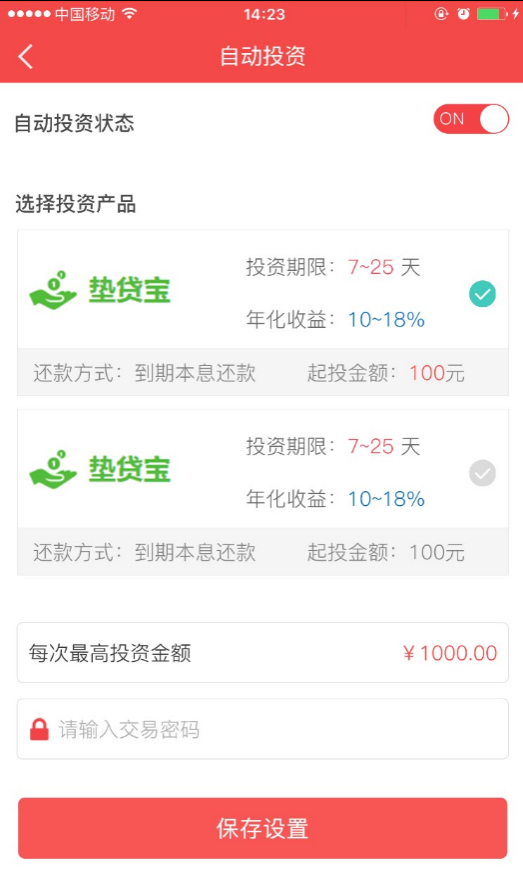 中国移动 14:23
自动投资
自动投资状态 ON
选择投资产品
垫贷宝
投资期限：7~25 天
年化收益：10~18%
还款方式：到期本息还款 起投金额：100元
垫贷宝
投资期限：7~25 天
年化收益：10~18%
还款方式：到期本息还款 起投金额：100元
每次最高投资金额 ￥1000.00
请输入交易密码
保存设置